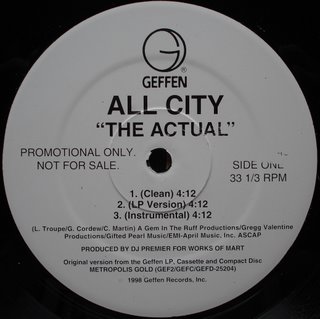 ®
GEFFEN
ALL CITY
"THE ACTUAL"
PROMOTIONAL ONLY.
NOT FOR SALE.
SIDE ONE
33 1/3 RPM
1. (Clean) 4:12
2. (LP Version) 4:12
3. (Instrumental) 4:12
(L. Troupe/G. Cordew/C. Martin) A Gem In The Ruff Productions/Gregg Valentine
Productions/Gifted Pearl Music/EMI-April Music. Inc. ASCAP
PRODUCED BY DJ PREMIER FOR WORKS OF MART
Original version from the Geffen LP, Cassette and Compact Disc
METROPOLIS GOLD (GEF2/GEFC/GEFD-25204)
℗ 1998 Geffen Records, Inc.